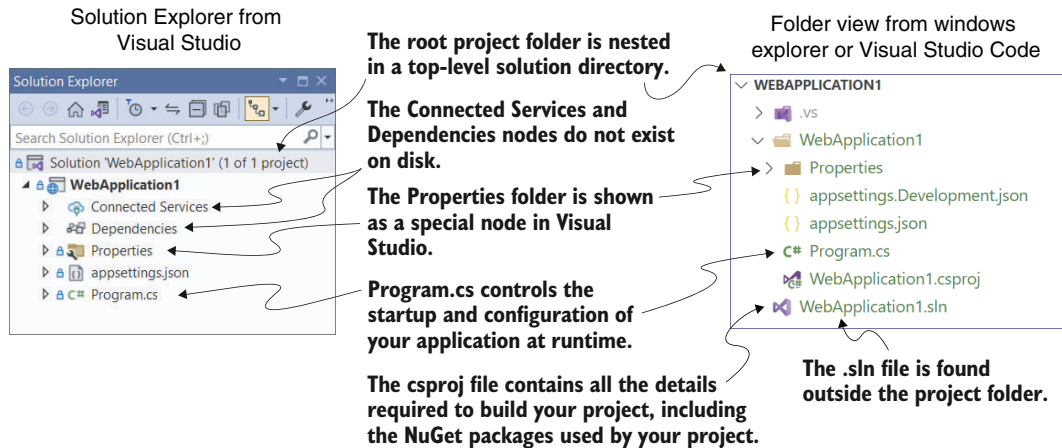 Solution Explorer from
Visual Studio
Solution Explorer
Search Solution Explorer (Ctrl+;)
Solution 'WebApplication1' (1 of 1 project)
WebApplication1
Connected Services
Dependencies
Properties
appsettings.json
C# Program.cs
The root project folder is nested
in a top-level solution directory.
The Connected Services and
Dependencies nodes do not exist
on disk.
The Properties folder is shown
as a special node in Visual
Studio.
Program.cs controls the
startup and configuration of
your application at runtime.
The csproj file contains all the details
required to build your project, including
the NuGet packages used by your project.
Folder view from windows
explorer or Visual Studio Code
WEBAPPLICATION1
.vs
WebApplication1
Properties
{ } appsettings.Development.json
{ } appsettings.json
C# Program.cs
WebApplication1.csproj
WebApplication1.sln
The .sln file is found
outside the project folder.